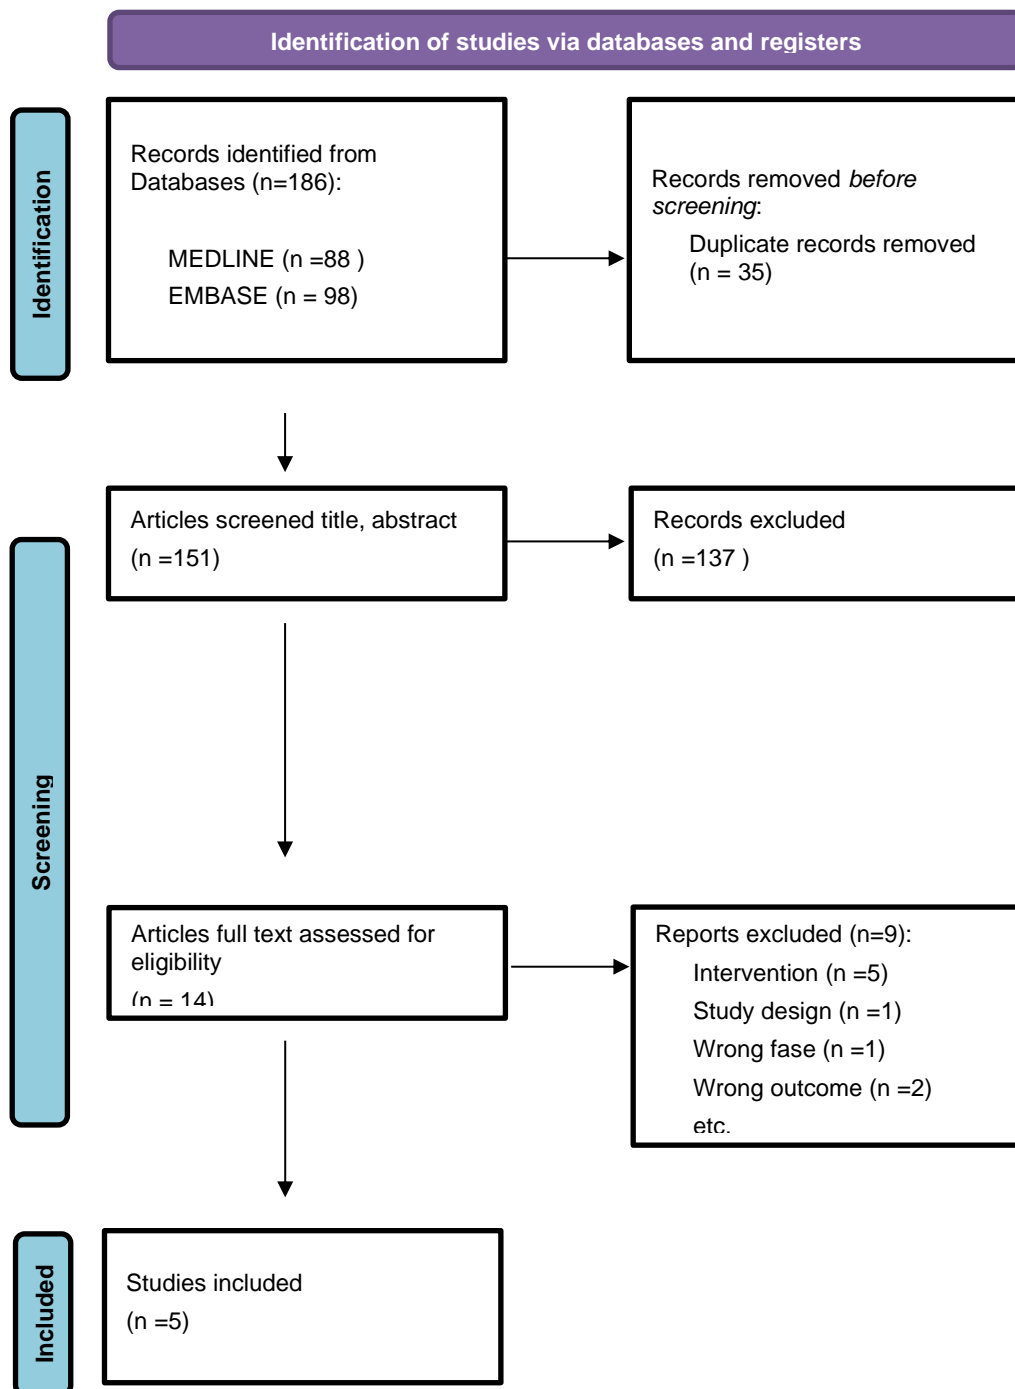 Identification of studies via databases and registers
Identification
Records identified from
Databases (n=186):
MEDLINE (n =88 )
EMBASE (n = 98)
Records removed before
screening:
Duplicate records removed
(n = 35)
Screening
Articles screened title, abstract
(n =151)
Records excluded
(n =137 )
Articles full text assessed for
eligibility
(n = 14)
Reports excluded (n=9):
Intervention (n =5)
Study design (n =1)
Wrong fase (n =1)
Wrong outcome (n =2)
etc.
Included
Studies included
(n =5)